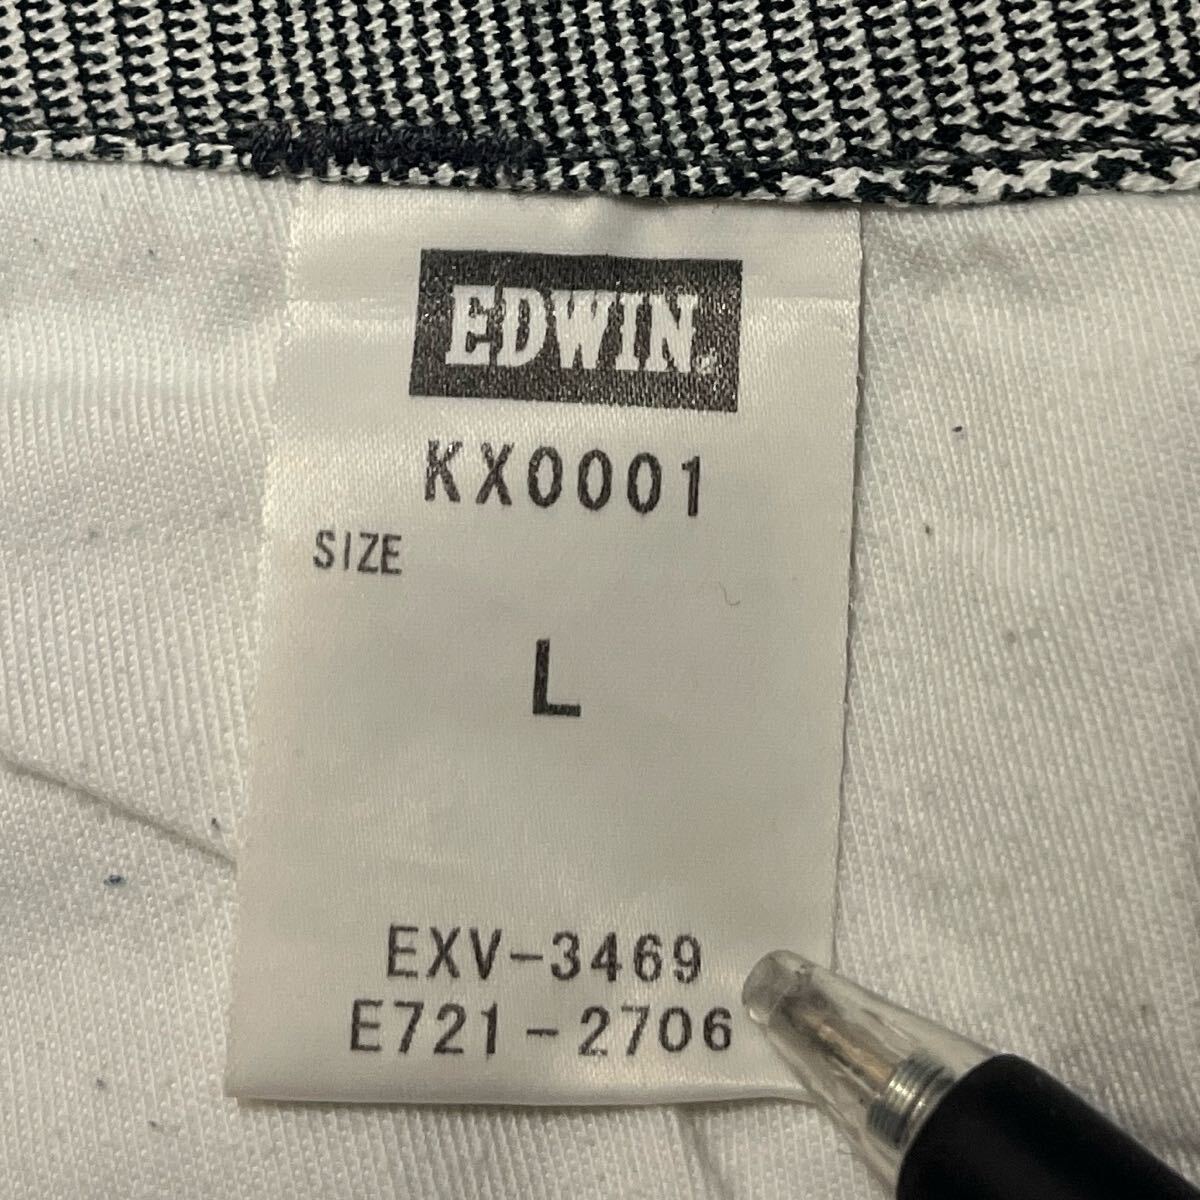 EDWIN.
KX0001
SIZE
L
EXV-3469
E721-2706